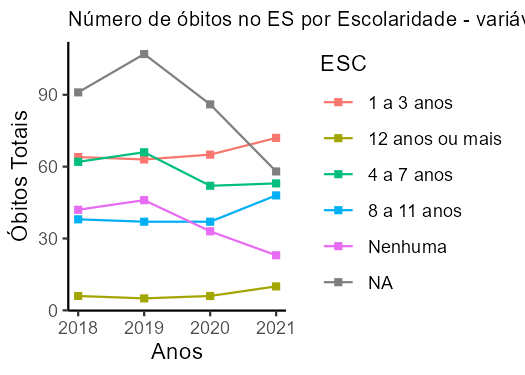 Número de óbitos no ES por Escolaridade - variáv
Óbitos Totais
90
60
30
0
2018 2019 2020 2021
Anos
ESC
1 a 3 anos
12 anos ou mais
4 a 7 anos
8 a 11 anos
Nenhuma
NA